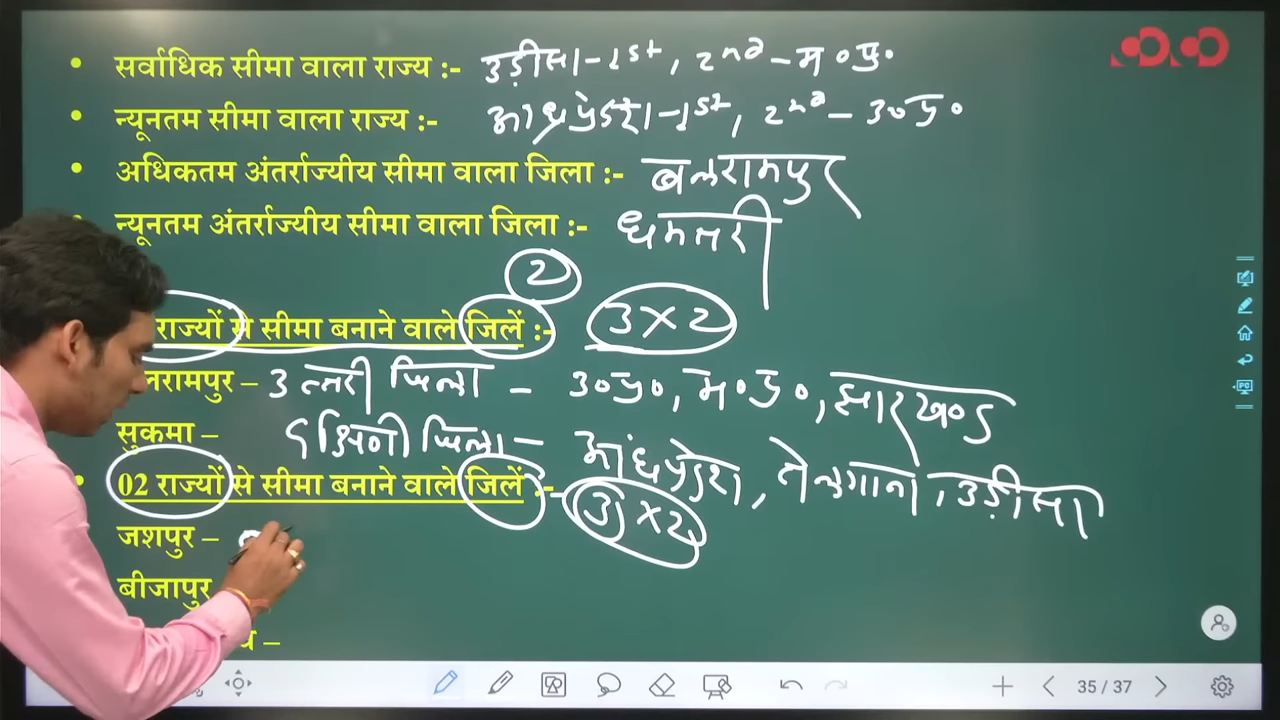 • सर्वाधिक सीमा वाला राज्य :- उड़ीसा-1st, 2nd - म०प्र०
• न्यूनतम सीमा वाला राज्य :- आंध्रप्रदेश-1st, 2nd - उ०प्र०
• अधिकतम अंतर्राज्यीय सीमा वाला जिला :- बलरामपुर
• न्यूनतम अंतर्राज्यीय सीमा वाला जिला :- धमतरी
2
राज्यों से सीमा बनाने वाले जिलें :- 3 x 2
लरामपुर – उत्तरी जिला - उ०प्र०, म०प्र०, झारखण्ड
सुकमा – दक्षिणी जिला - आंध्रप्रदेश, तेलंगाना, उड़ीसा
• 02 राज्यों से सीमा बनाने वाले जिलें :- 3 x 2
जशपुर –
बीजापुर
–
35 / 37